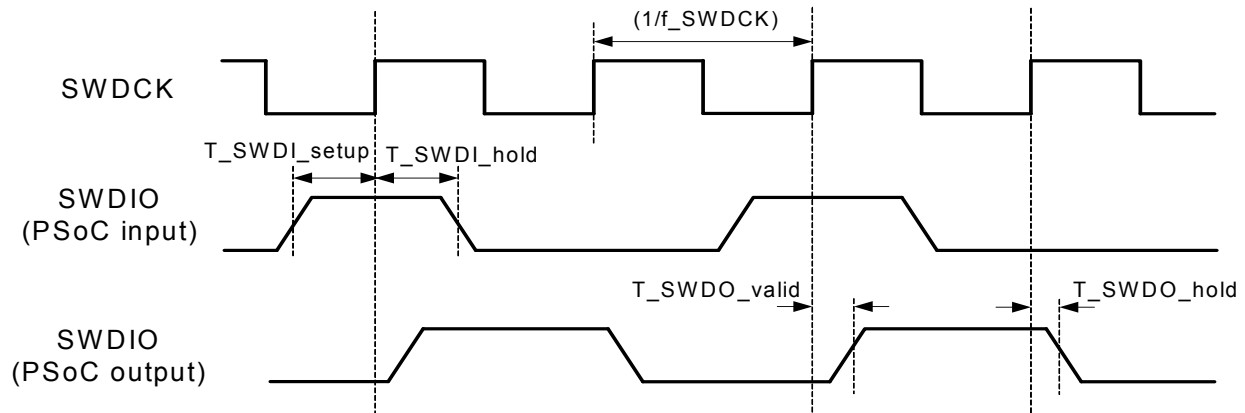 (1/f_SWDCK)
SWDCK
T_SWDI_setup
T_SWDI_hold
SWDIO
(PSoC input)
T_SWDO_valid
T_SWDO_hold
SWDIO
(PSoC output)